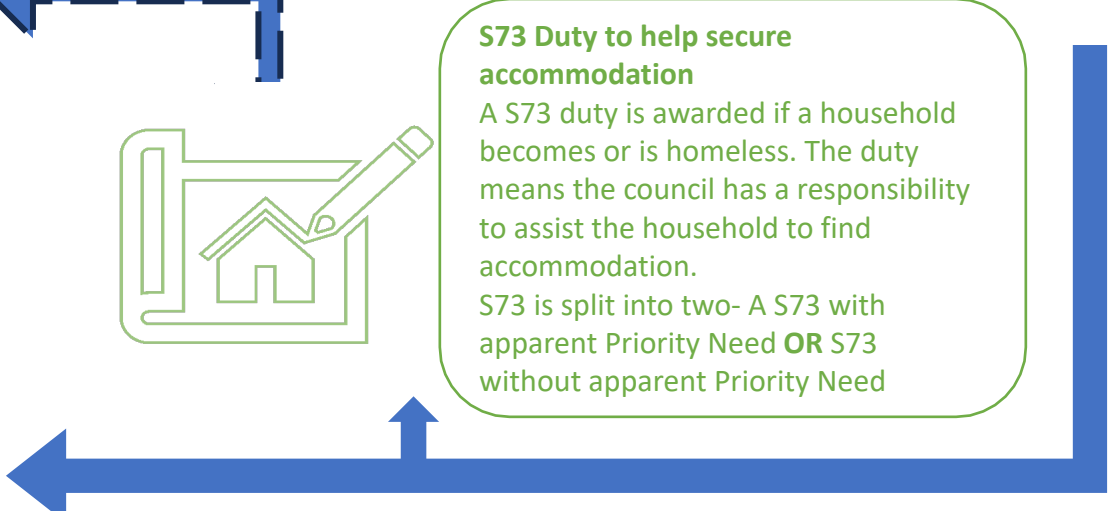 S73 Duty to help secure
accommodation
A S73 duty is awarded if a household
becomes or is homeless. The duty
means the council has a responsibility
to assist the household to find
accommodation.
S73 is split into two- A S73 with
apparent Priority Need OR S73
without apparent Priority Need